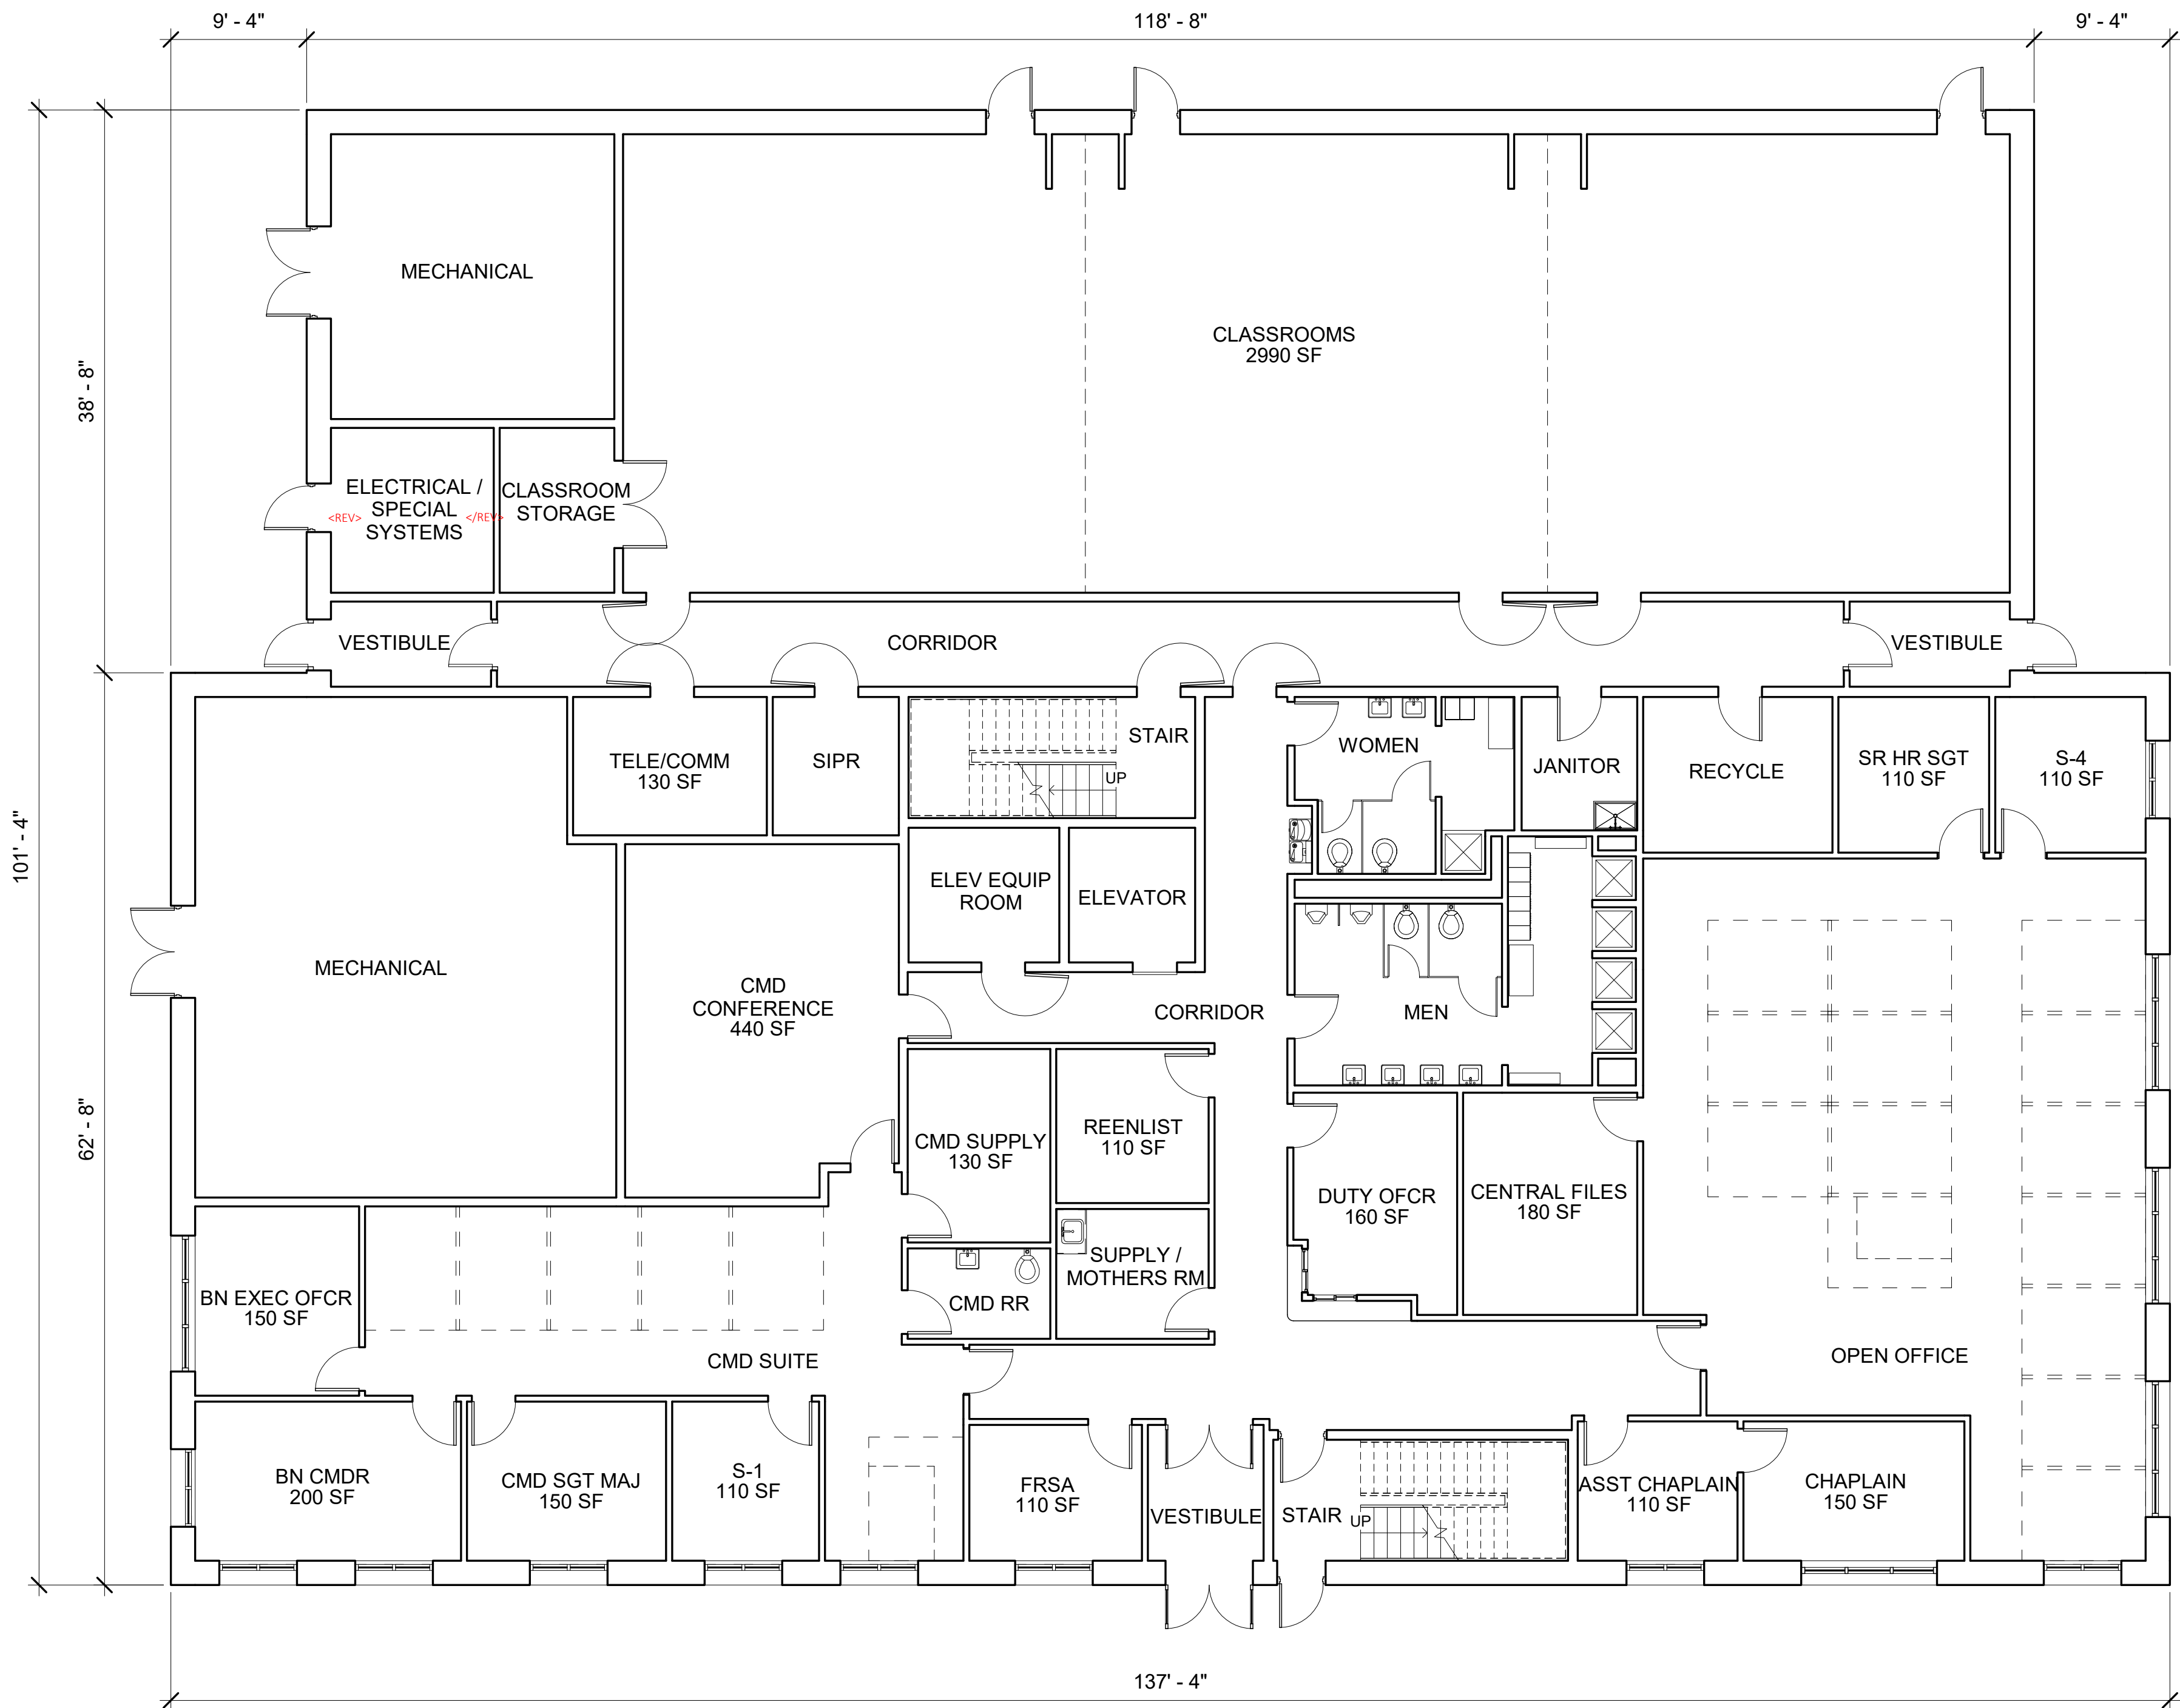 9' - 4"
118' - 8"
9' - 4"
38' - 8"
101' - 4"
62' - 8"
MECHANICAL
CLASSROOMS
2990 SF
ELECTRICAL /
<REV> SPECIAL </REV>
SYSTEMS
CLASSROOM
STORAGE
VESTIBULE
CORRIDOR
VESTIBULE
TELE/COMM
130 SF
SIPR
STAIR
UP
WOMEN
JANITOR
RECYCLE
SR HR SGT
110 SF
S-4
110 SF
ELEV EQUIP
ROOM
ELEVATOR
MECHANICAL
CMD
CONFERENCE
440 SF
CORRIDOR
MEN
CMD SUPPLY
130 SF
REENLIST
110 SF
DUTY OFCR
160 SF
CENTRAL FILES
180 SF
SUPPLY /
MOTHERS RM
BN EXEC OFCR
150 SF
CMD RR
CMD SUITE
OPEN OFFICE
BN CMDR
200 SF
CMD SGT MAJ
150 SF
S-1
110 SF
FRSA
110 SF
VESTIBULE
STAIR
UP
ASST CHAPLAIN
110 SF
CHAPLAIN
150 SF
137' - 4"